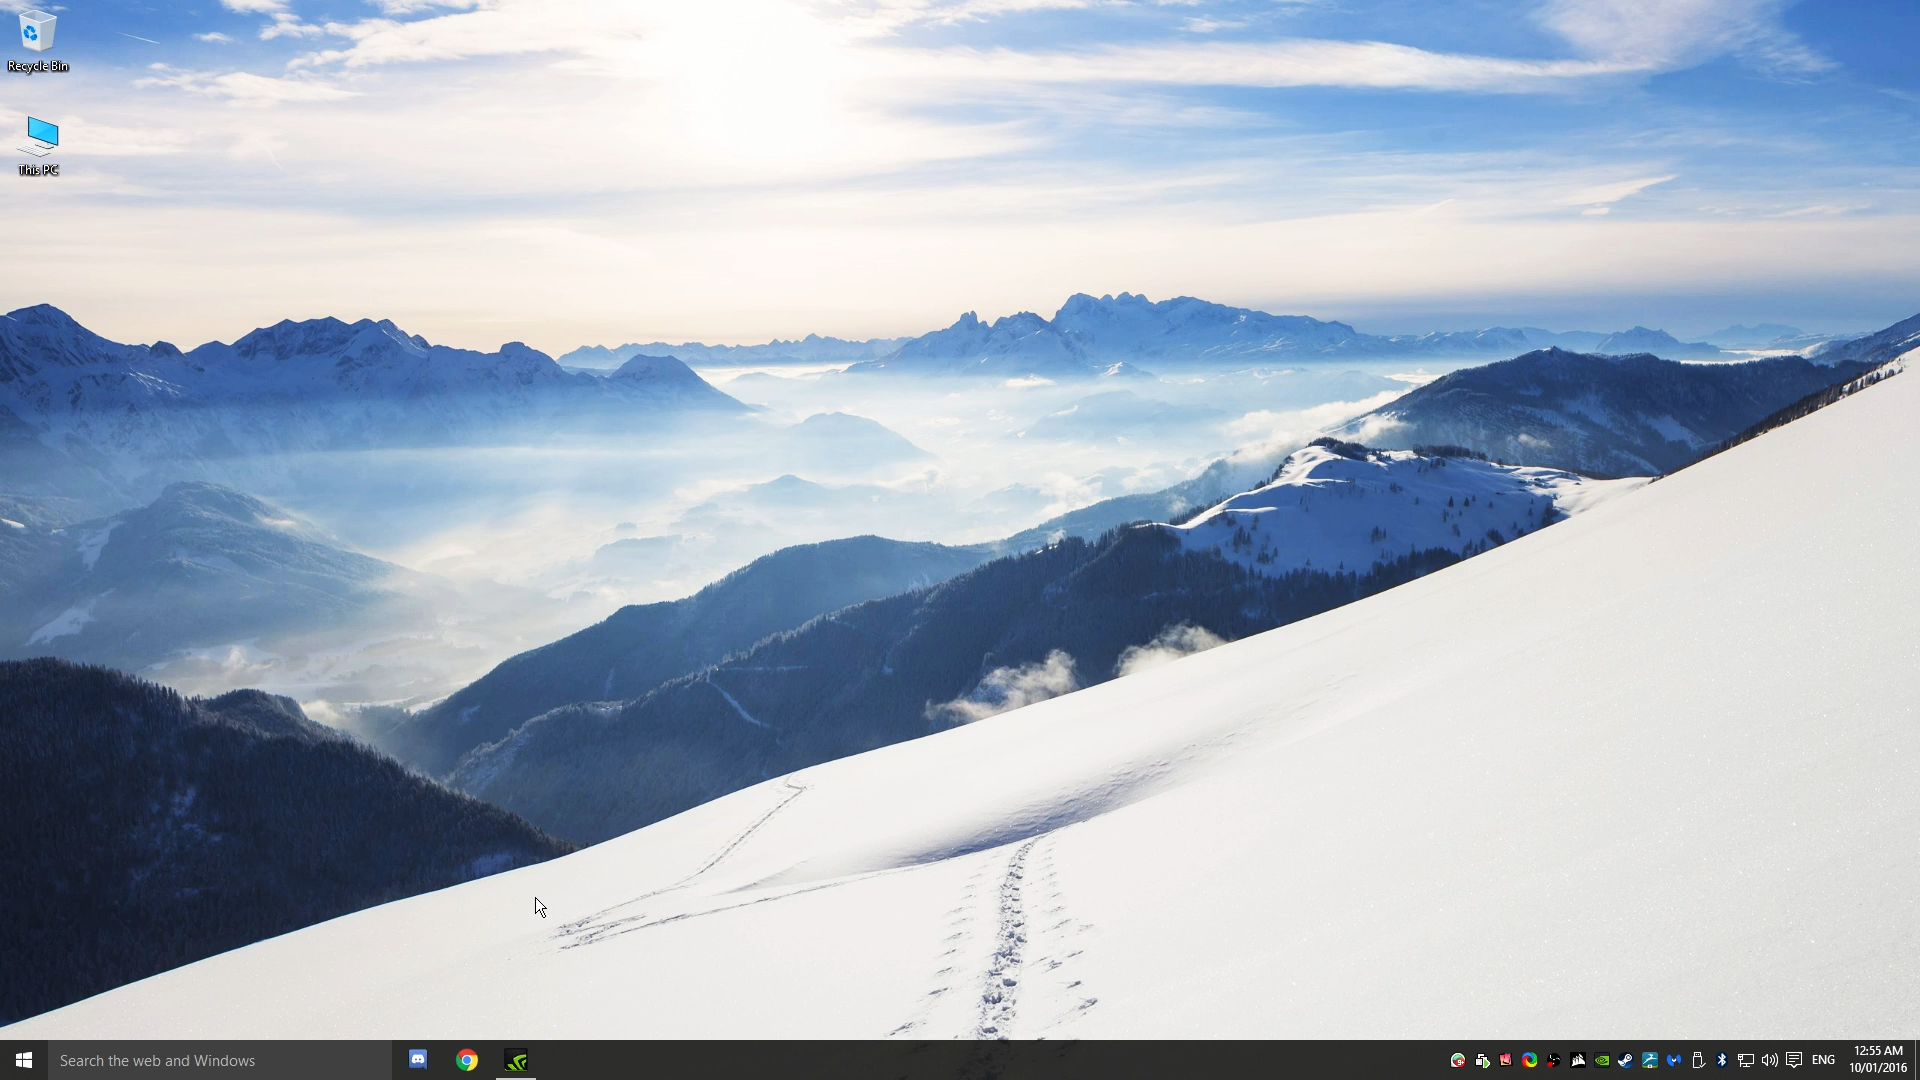 Recycle Bin
This PC
Search the web and Windows
ENG
12:55 AM
10/01/2016